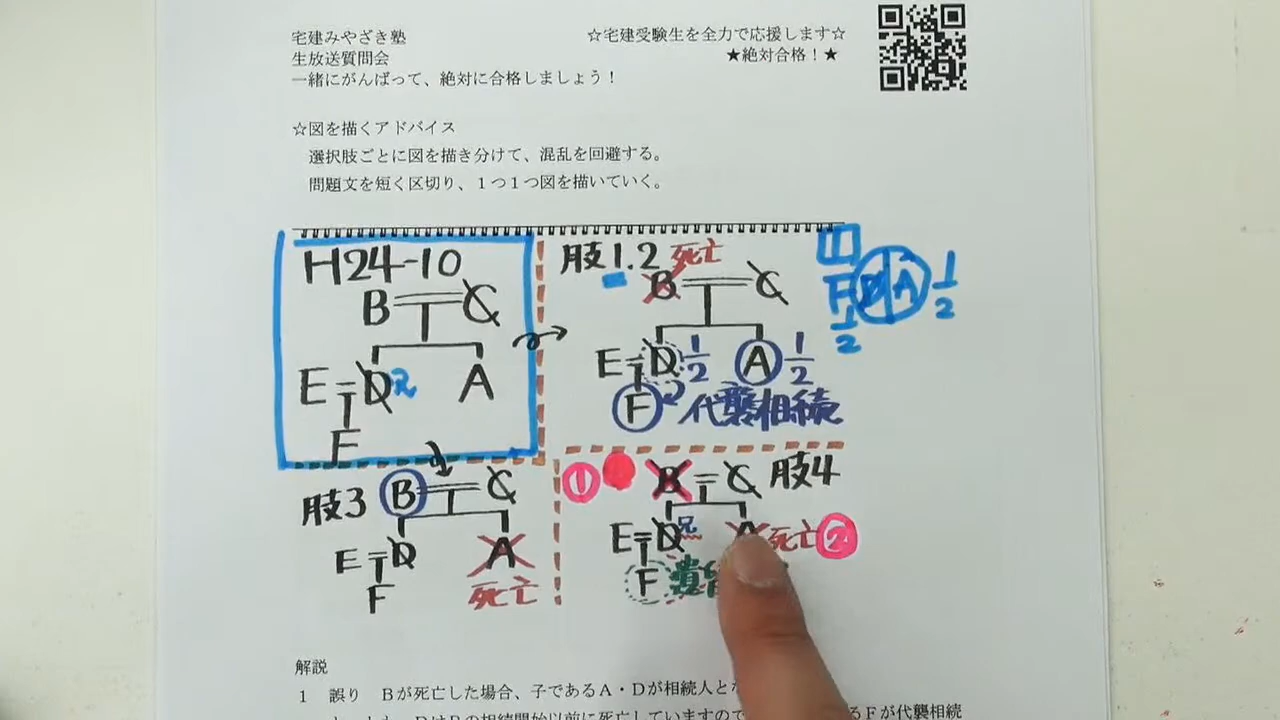 宅建みやざき塾
生放送質問会
一緒にがんばって、絶対に合格しましょう！
☆宅建受験生を全力で応援します☆
★絶対合格！★
☆図を描くアドバイス
選択肢ごとに図を描き分けて、混乱を回避する。
問題文を短く区切り、１つ１つ図を描いていく。
H24-10
B C
E D 兄 A
F
肢1.2 死亡
B C
E D 1/2 A 1/2
F 代襲相続
1
F D A 1/2
1/2
肢3 B C
E D A
F 死亡
① B C 肢4
E D 兄 A 死亡 ②
F 遺
解説
１ 誤り Ｂが死亡した場合、子であるＡ・Ｄが相続人と
ＤはＢの相続開始以前に死亡していますので
るＦが代襲相続